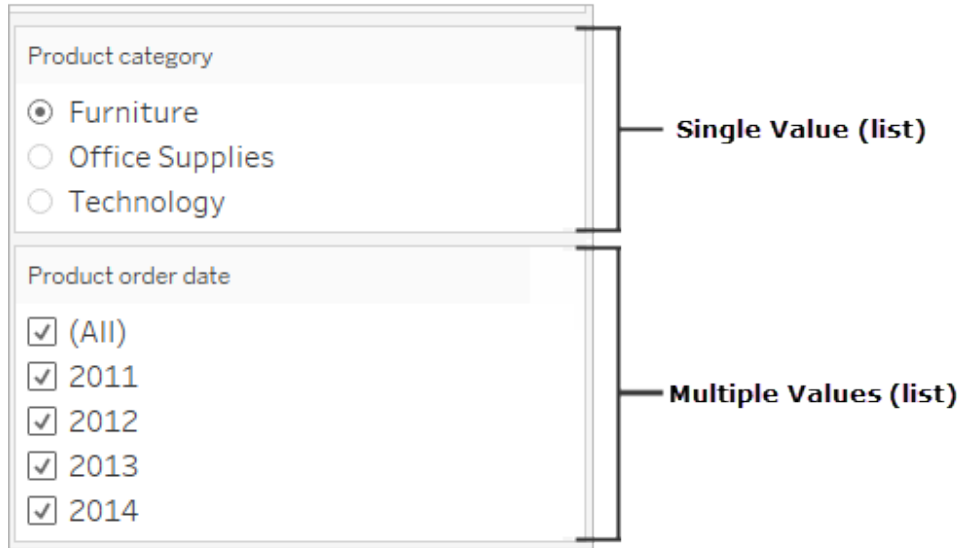 Product category
Furniture
Office Supplies
Technology
Single Value (list)
Product order date
(All)
2011
2012
2013
2014
Multiple Values (list)